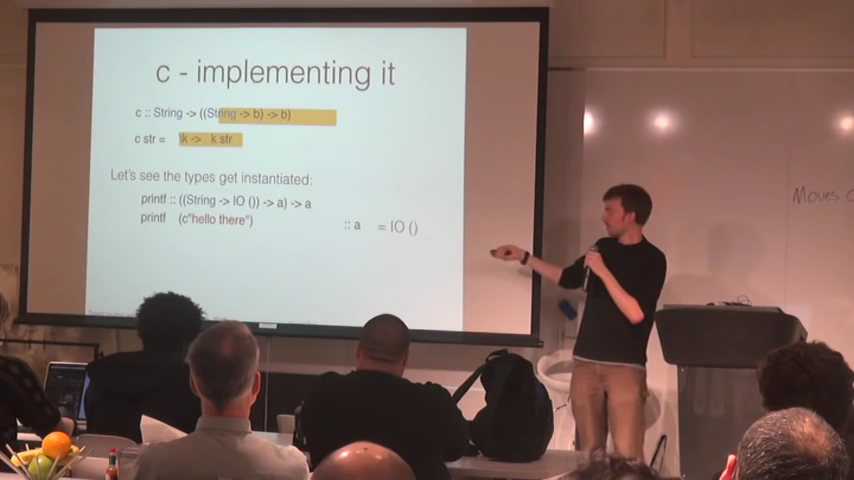 c - implementing it
c :: String -> ((String -> b) -> b)
c str = \k -> k str
Let's see the types get instantiated:
printf :: ((String -> IO ()) -> a) -> a
printf (c"hello there") :: a = IO ()
Moves